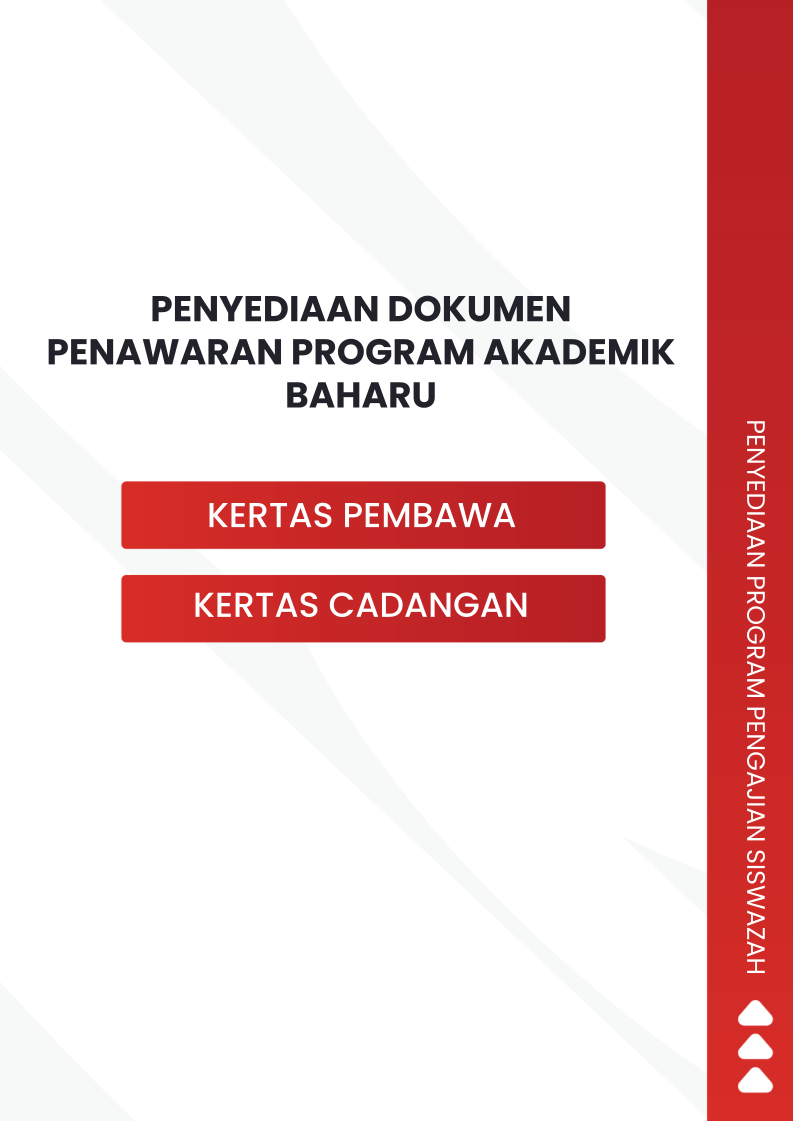 PENYEDIAAN DOKUMEN
PENAWARAN PROGRAM AKADEMIK
BAHARU
KERTAS PEMBAWA
KERTAS CADANGAN
PENYEDIAAN PROGRAM PENGAJIAN SISWAZAH